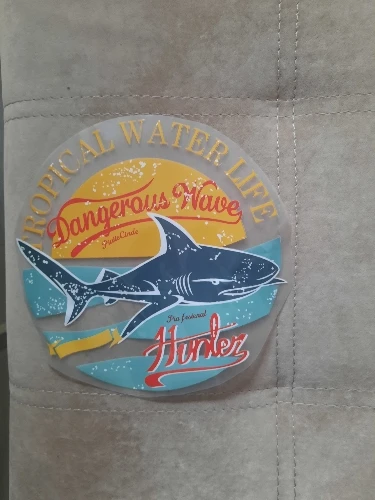 TROPICAL WATER LIFE
Dangerous Wave
Hunter